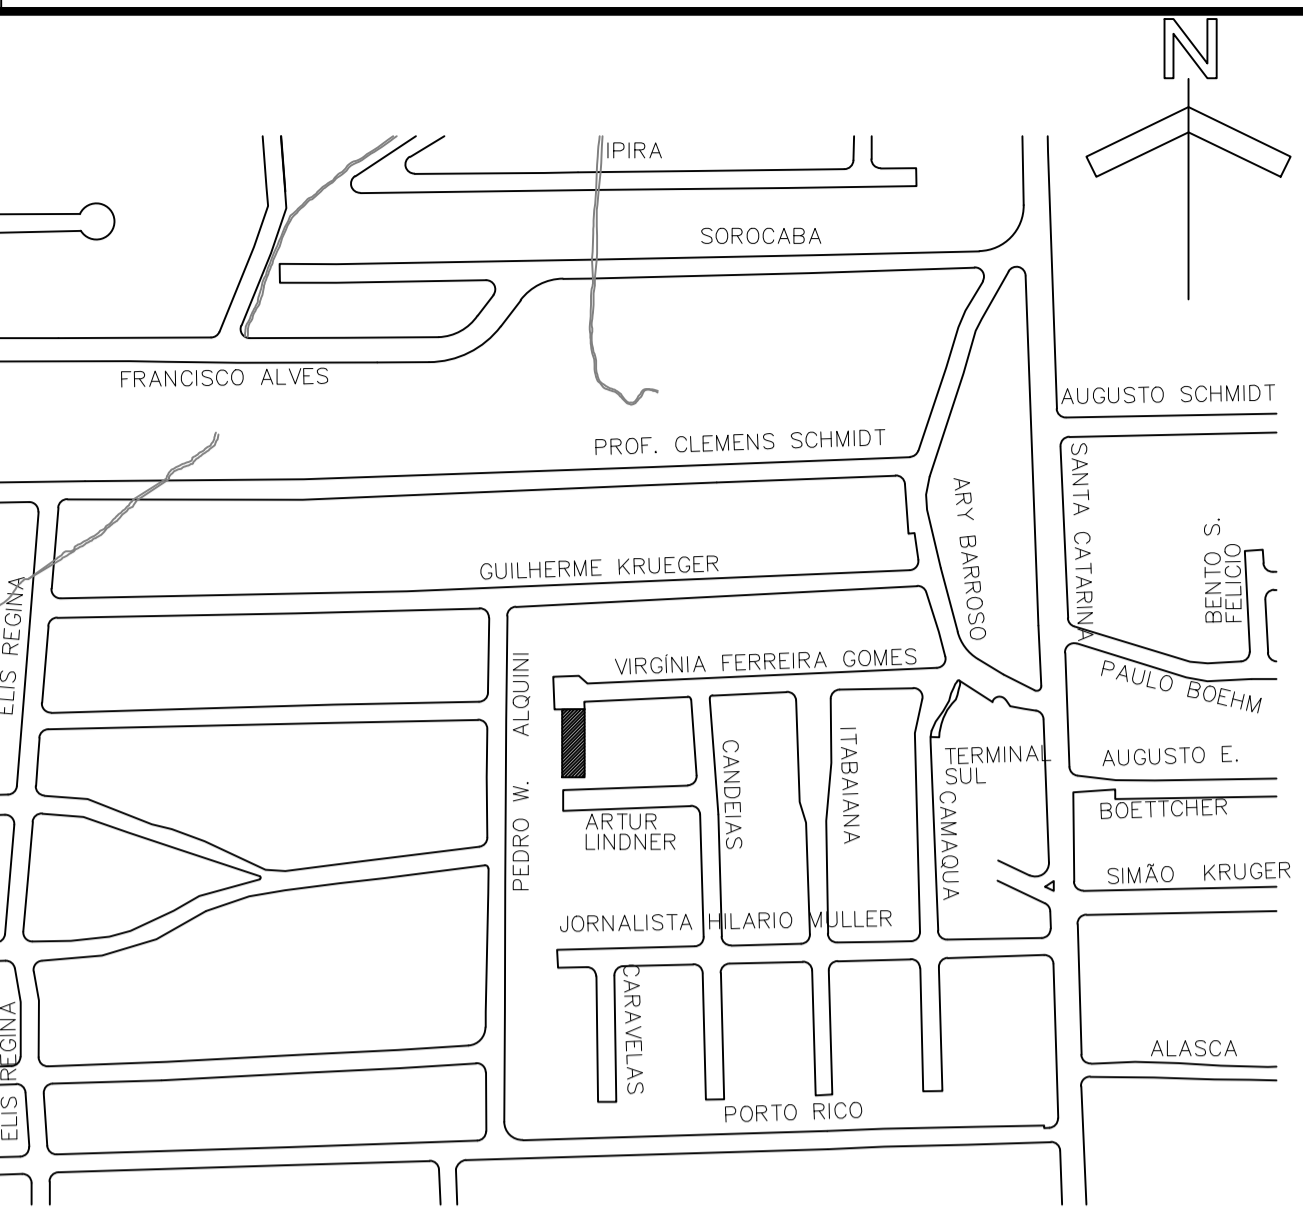 N
IPIRA
SOROCABA
FRANCISCO ALVES
AUGUSTO SCHMIDT
PROF. CLEMENS SCHMIDT
SANTA CATARINA
ARY BARROSO
BENTO S.
FELICIO
GUILHERME KRUEGER
ELIS REGINA
VIRGÍNIA FERREIRA GOMES
PAULO BOEHM
PEDRO W. ALQUINI
CANDEIAS
ITABAIANA
TERMINAL
SUL
AUGUSTO E.
BOETTCHER
CAMAQUA
ARTUR
LINDNER
SIMÃO KRUGER
JORNALISTA HILARIO MULLER
CARAVELAS
ELIS REGINA
ALASCA
PORTO RICO